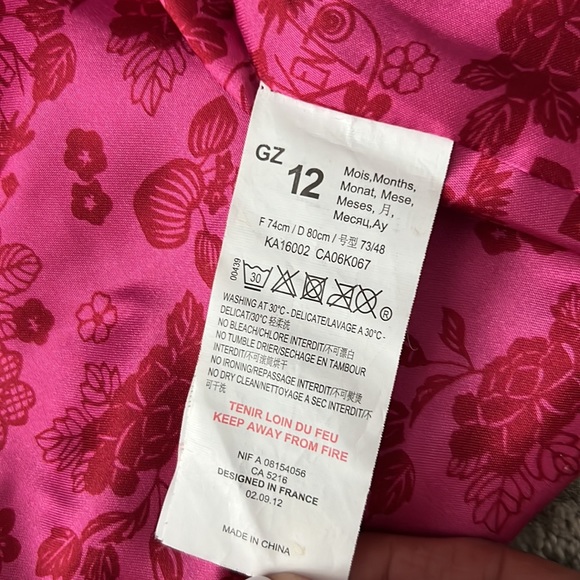 KENZO
GZ
12
Mois,Months,
Monat, Mese,
Meses, 月,
Месяц,Ay
F 74cm / D 80cm / 号型 73/48
KA16002 CA06K067
00439
30
®
WASHING AT 30°C - DELICATE/LAVAGE A 30°C -
DELICAT/30°C 轻柔洗
NO BLEACH/CHLORE INTERDIT/不可漂白
NO TUMBLE DRIER/SECHAGE EN TAMBOUR
INTERDIT/不可滚筒烘干
NO IRONING/REPASSAGE INTERDIT/不可熨烫
NO DRY CLEAN/NETTOYAGE A SEC INTERDIT/不
可干洗
TENIR LOIN DU FEU
KEEP AWAY FROM FIRE
NIF A 08154056
CA 5216
DESIGNED IN FRANCE
02.09.12
MADE IN CHINA